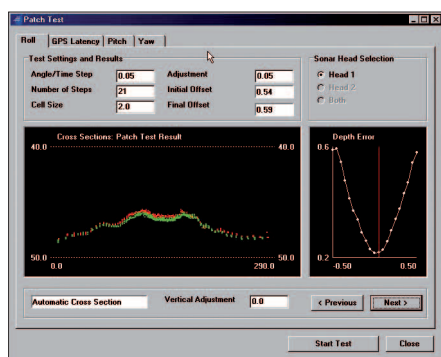 Patch Test
Roll GPS Latency Pitch Yaw
Test Settings and Results
Angle/Time Step 0.05 Adjustment 0.05
Number of Steps 21 Initial Offset 0.54
Cell Size 2.0 Final Offset 0.59
Sonar Head Selection
Head 1
Head 2
Both
Cross Sections: Patch Test Result
40.0 40.0
50.0 50.0
0.0 290.0
Depth Error
0.6
0.2
-0.50 0.50
Automatic Cross Section Vertical Adjustment 0.0 < Previous Next >
Start Test Close